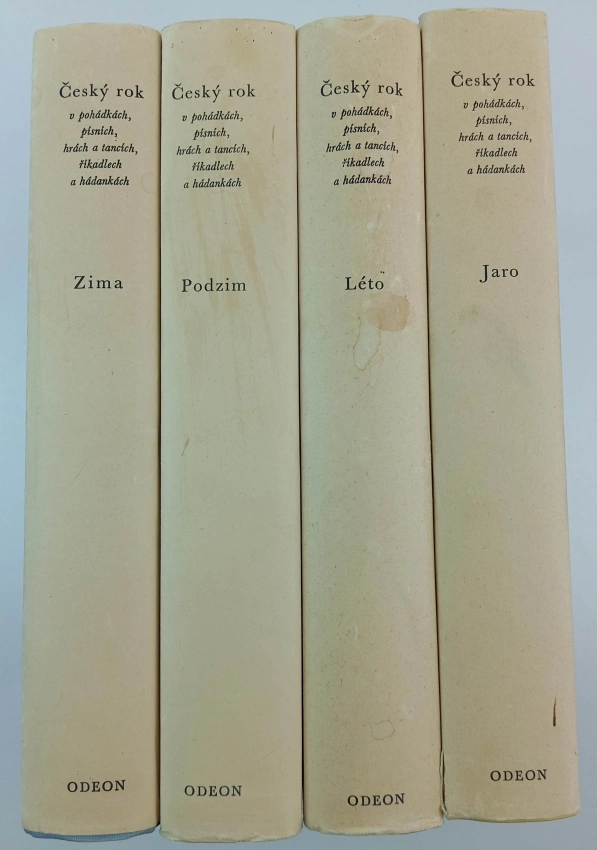 Český rok
v pohádkách,
písních,
hrách a tancích,
říkadlech
a hádankách
Zima
ODEON
Český rok
v pohádkách,
písních,
hrách a tancích,
říkadlech
a hádankách
Podzim
ODEON
Český rok
v pohádkách,
písních,
hrách a tancích,
říkadlech
a hádankách
Léto
ODEON
Český rok
v pohádkách,
písních,
hrách a tancích,
říkadlech
a hádankách
Jaro
ODEON